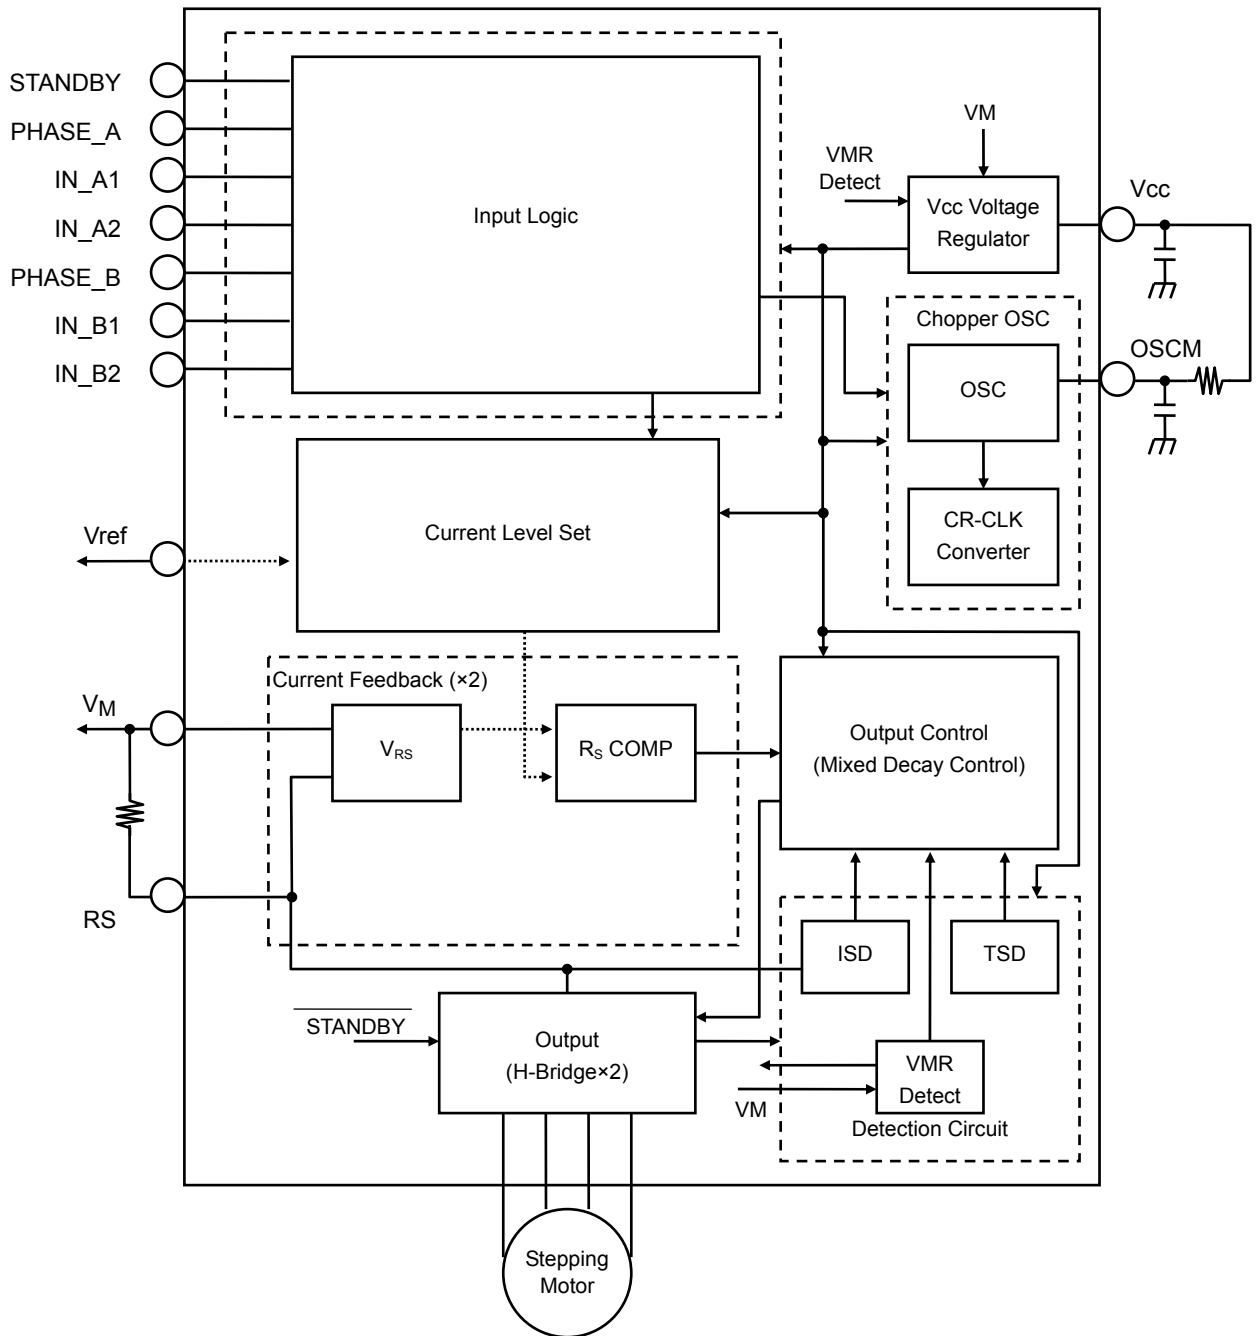 STANDBY
PHASE_A
IN_A1
IN_A2
PHASE_B
IN_B1
IN_B2
Input Logic
VM
VMR
Detect
Vcc Voltage
Regulator
Vcc
Chopper OSC
OSC
OSCM
CR-CLK
Converter
Vref
Current Level Set
Current Feedback (×2)
VM
VRS
RS COMP
Output Control
(Mixed Decay Control)
RS
ISD
TSD
STANDBY
Output
(H-Bridge×2)
VMR
Detect
VM
Detection Circuit
Stepping
Motor